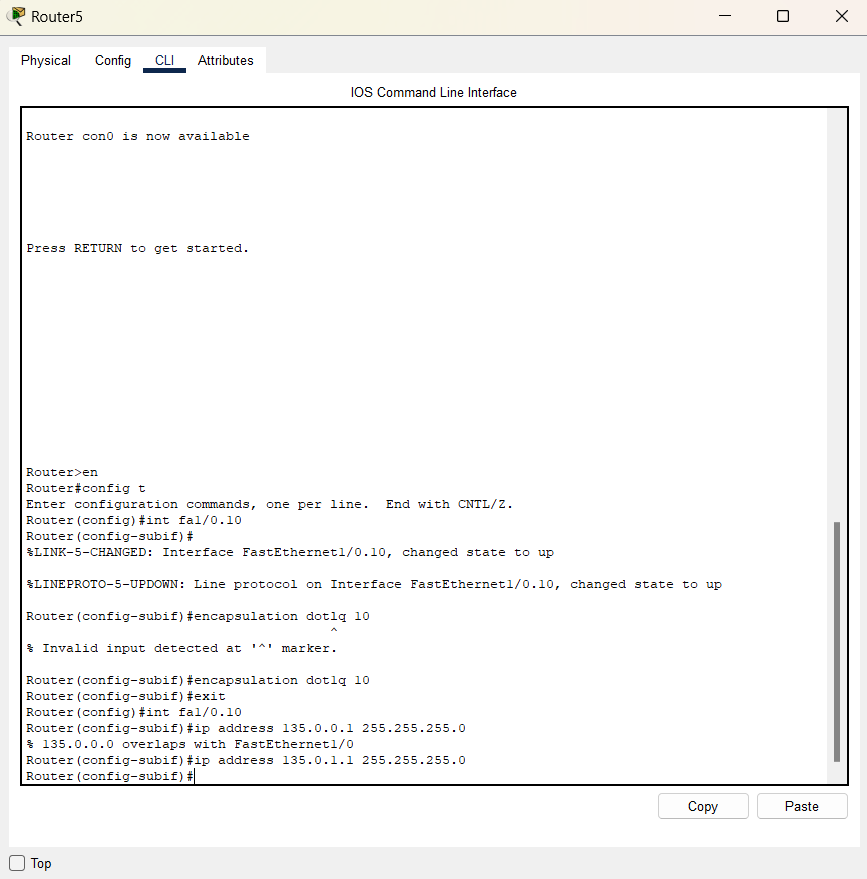 Router5
Physical Config CLI Attributes
IOS Command Line Interface
Router con0 is now available
Press RETURN to get started.
Router>en
Router#config t
Enter configuration commands, one per line.  End with CNTL/Z.
Router(config)#int fa1/0.10
Router(config-subif)#
%LINK-5-CHANGED: Interface FastEthernet1/0.10, changed state to up
%LINEPROTO-5-UPDOWN: Line protocol on Interface FastEthernet1/0.10, changed state to up
Router(config-subif)#encapsulation dotlq 10
^
% Invalid input detected at '^' marker.
Router(config-subif)#encapsulation dot1q 10
Router(config-subif)#exit
Router(config)#int fa1/0.10
Router(config-subif)#ip address 135.0.0.1 255.255.255.0
% 135.0.0.0 overlaps with FastEthernet1/0
Router(config-subif)#ip address 135.0.1.1 255.255.255.0
Router(config-subif)#
Copy Paste
Top